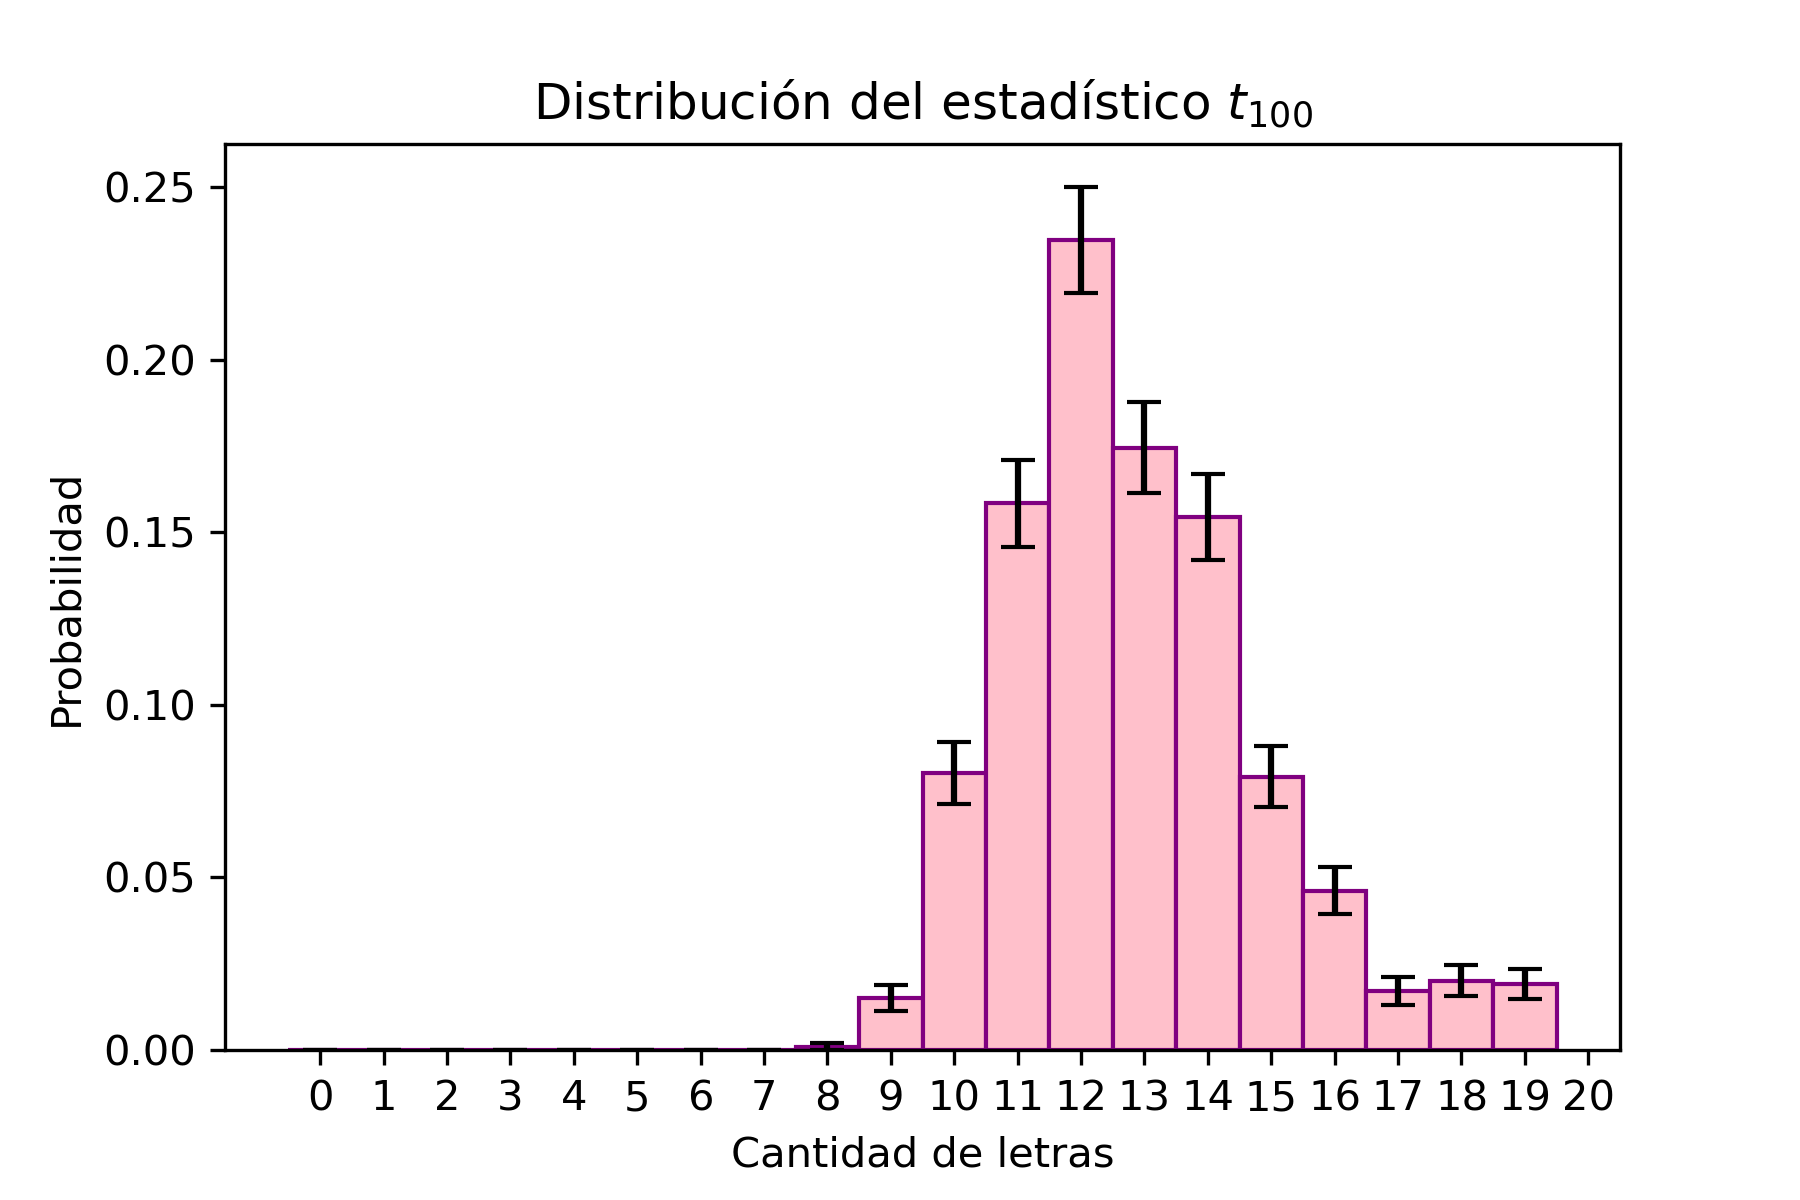 Distribución del estadístico t₁₀₀
Probabilidad
0.25
0.20
0.15
0.10
0.05
0.00
0 1 2 3 4 5 6 7 8 9 10 11 12 13 14 15 16 17 18 19 20
Cantidad de letras